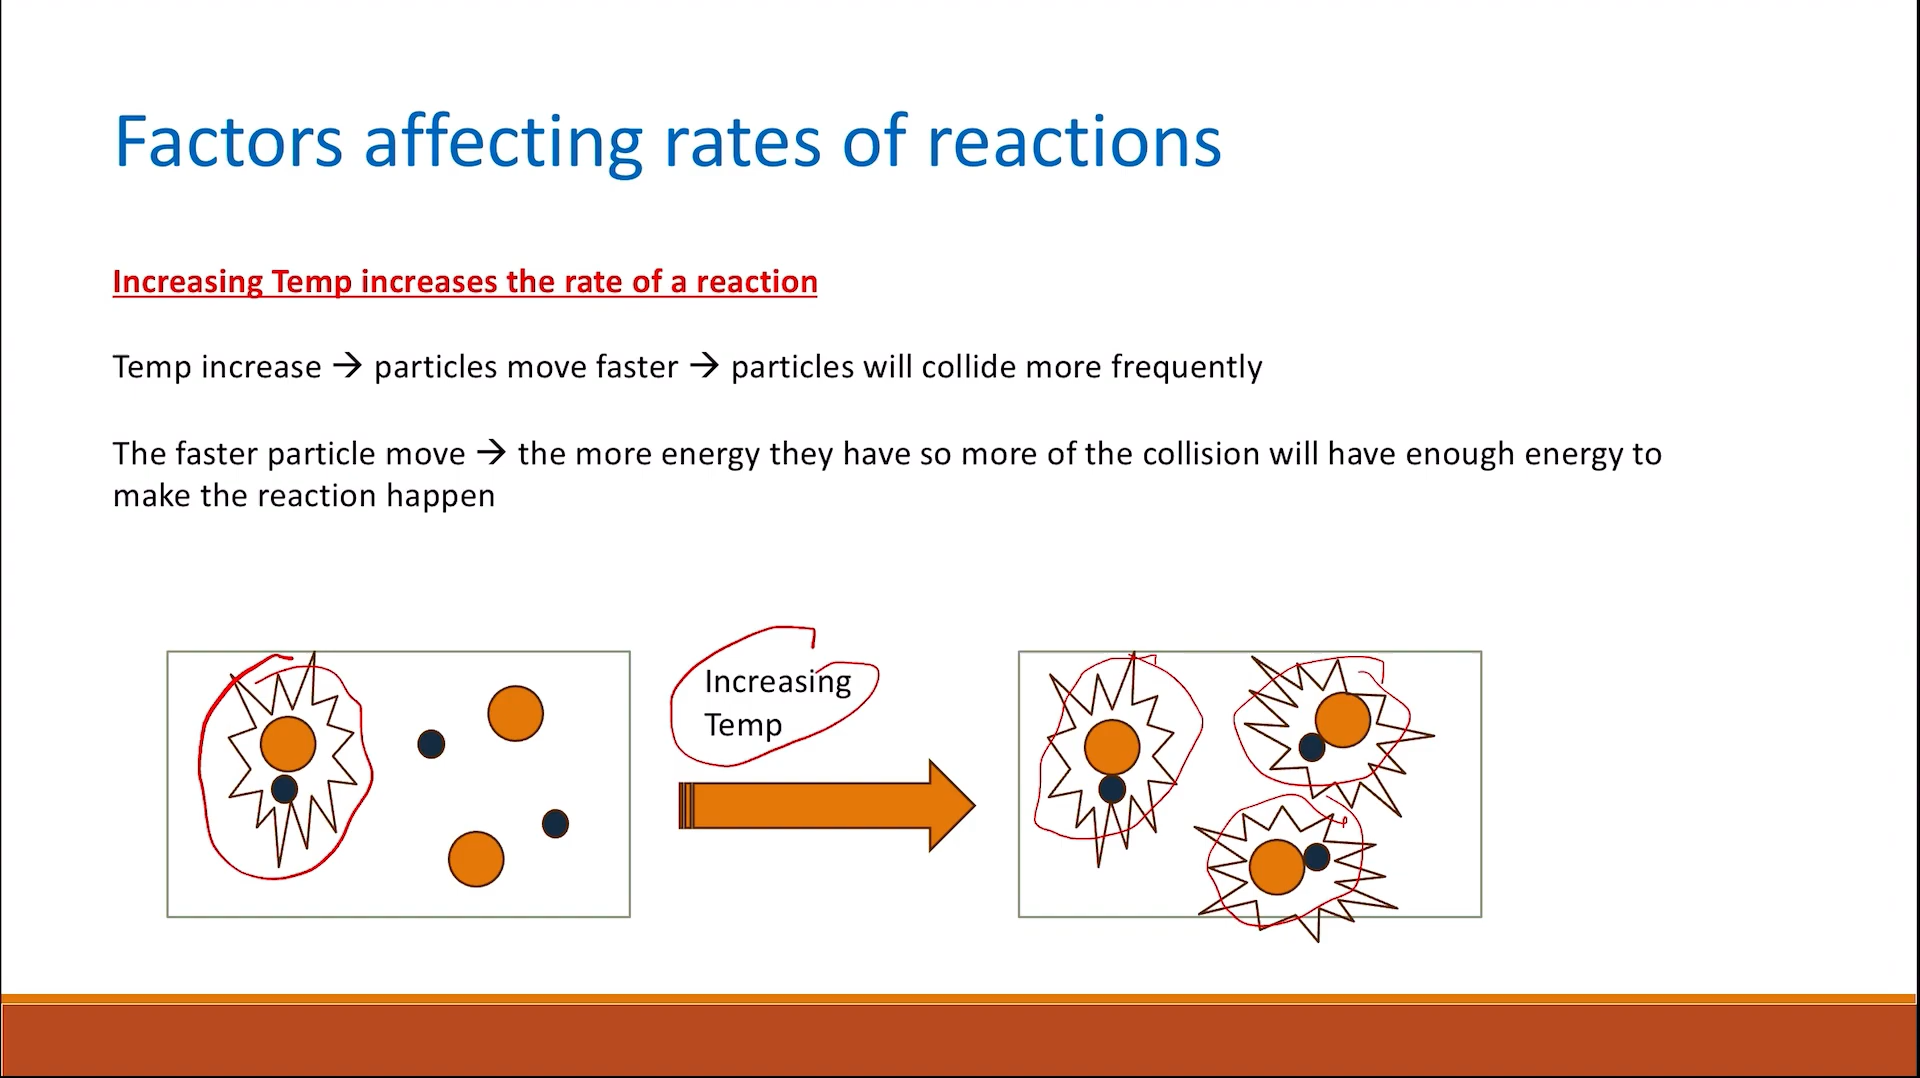 Factors affecting rates of reactions
Increasing Temp increases the rate of a reaction
Temp increase → particles move faster → particles will collide more frequently
The faster particle move → the more energy they have so more of the collision will have enough energy to
make the reaction happen
Increasing
Temp